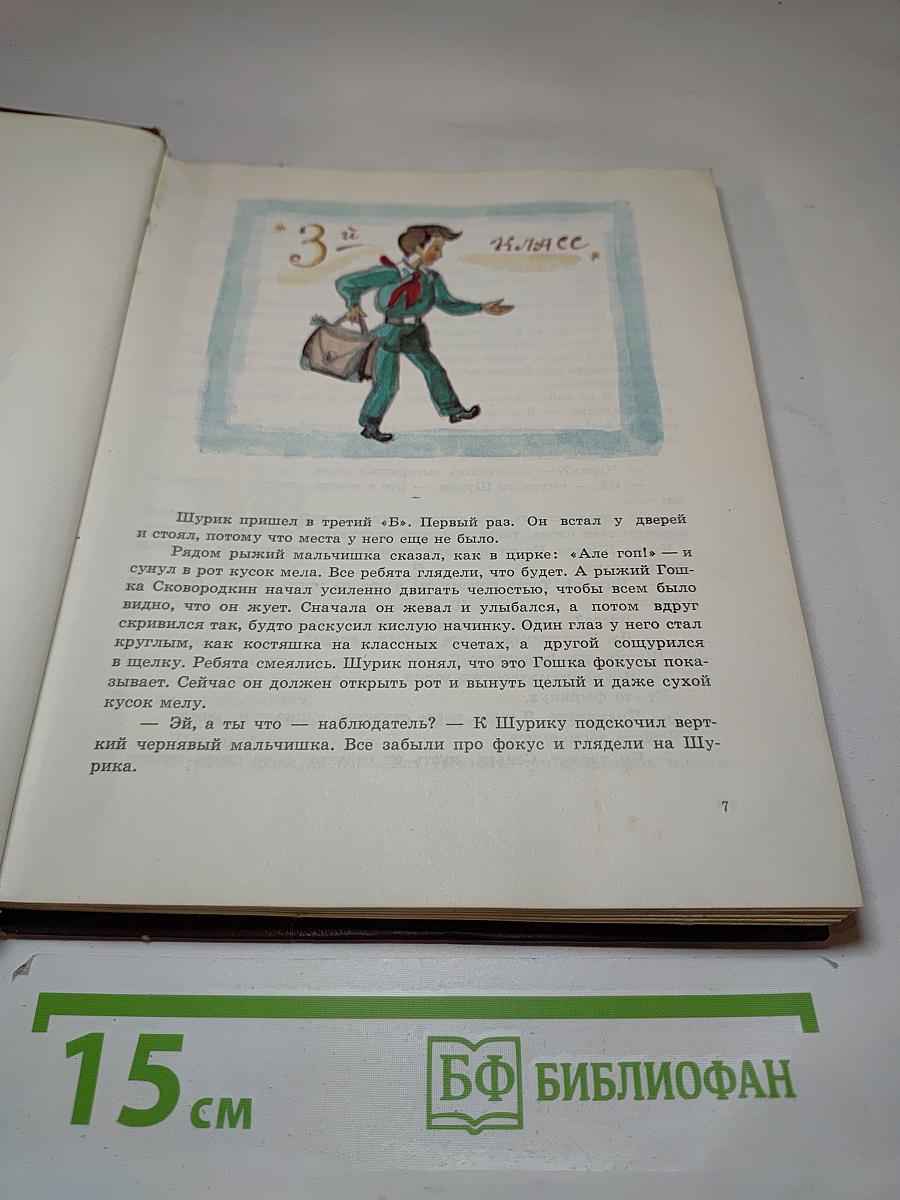 3й класс
Шурик пришел в третий «Б». Первый раз. Он встал у дверей
и стоял, потому что места у него еще не было.
Рядом рыжий мальчишка сказал, как в цирке: «Але гоп!» — и
сунул в рот кусок мела. Все ребята глядели, что будет. А рыжий Гош-
ка Сковородкин начал усиленно двигать челюстью, чтобы всем было
видно, что он жует. Сначала он жевал и улыбался, а потом вдруг
скривился так, будто раскусил кислую начинку. Один глаз у него стал
круглым, как костяшка на классных счетах, а другой сощурился
в щелку. Ребята смеялись. Шурик понял, что это Гошка фокусы пока-
зывает. Сейчас он должен открыть рот и вынуть целый и даже сухой
кусок мелу.
— Эй, а ты что — наблюдатель? — К Шурику подскочил верт-
кий чернявый мальчишка. Все забыли про фокус и глядели на Шу-
рика.
7
15 см
БФ БИБЛИОФАН